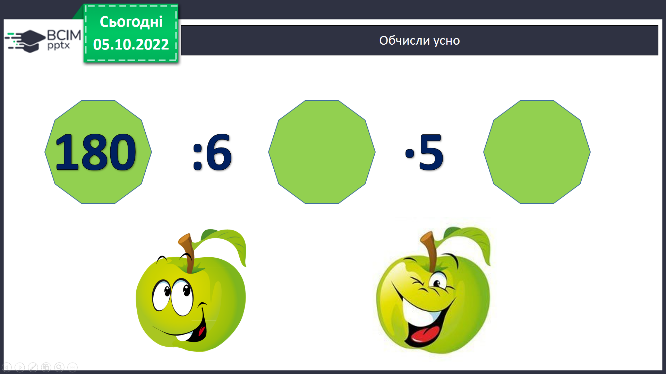 ВСІМ
pptx
Сьогодні
05.10.2022
Обчисли усно
180 :6 ·5